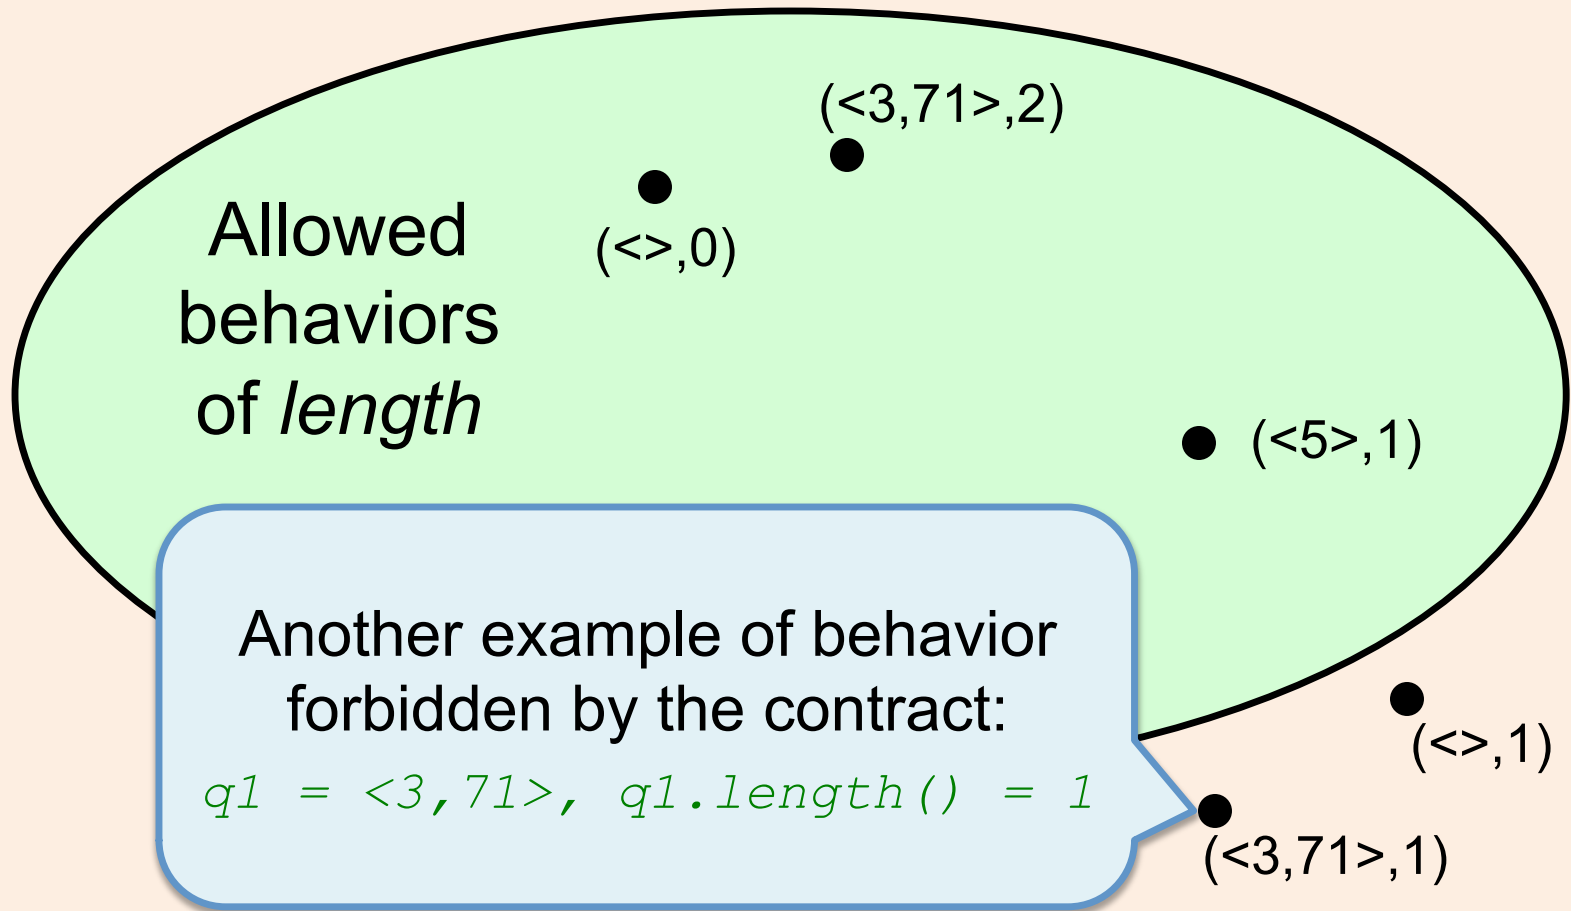 (<3,71>,2)
(<>,0)
Allowed
behaviors
of length
(<5>,1)
Another example of behavior
forbidden by the contract:
q1 = <3,71>, q1.length() = 1
(<>,1)
(<3,71>,1)